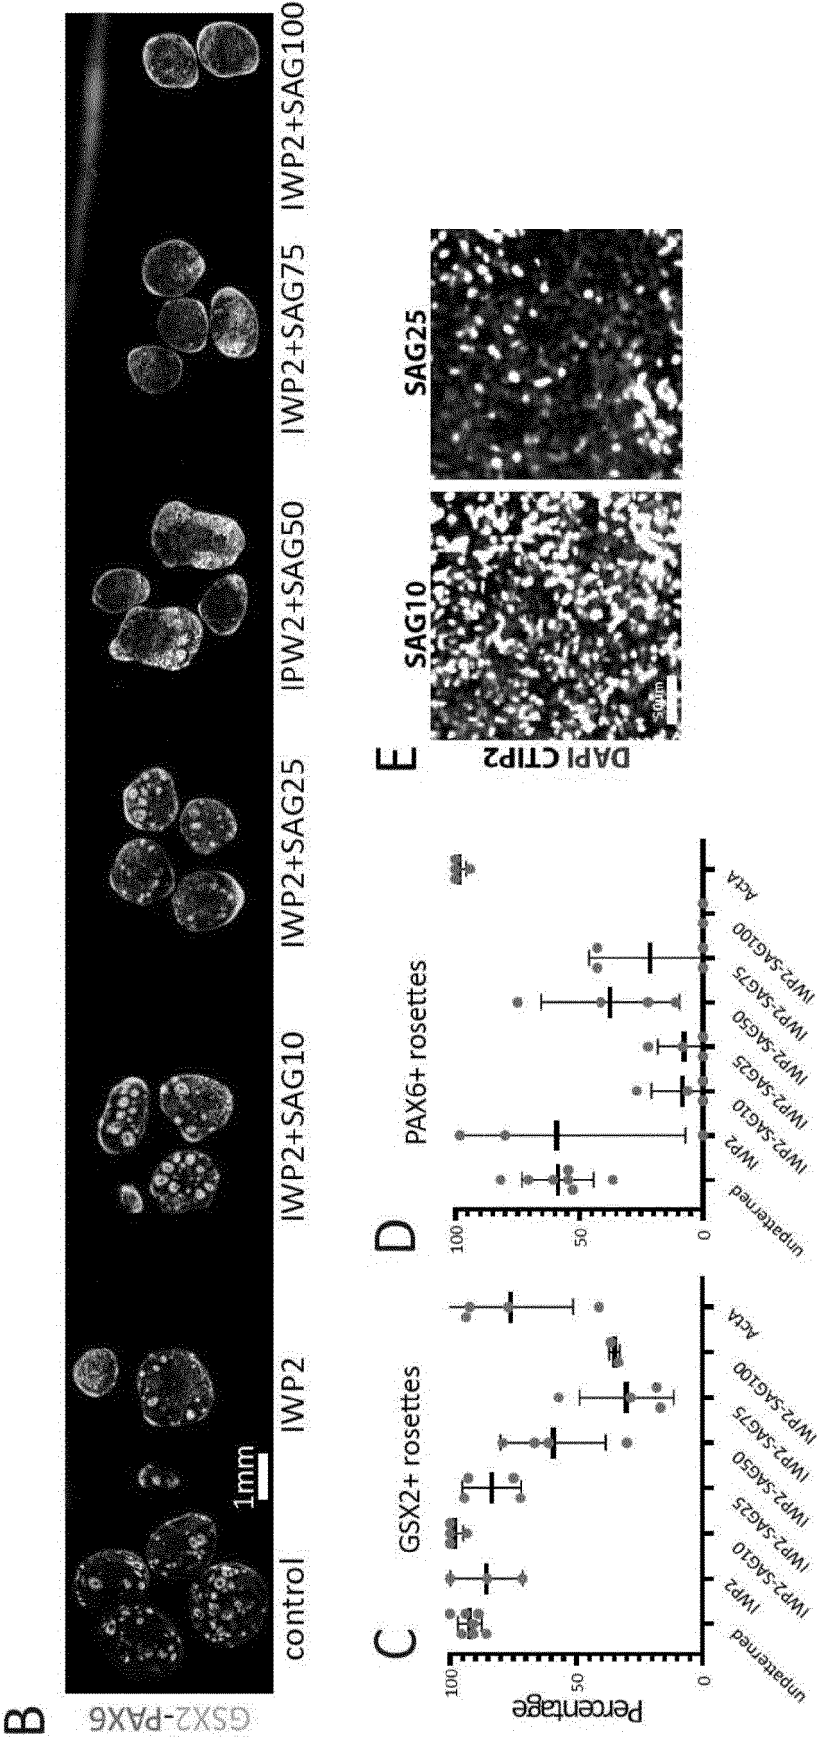 B
GSX2-PAX6
1mm
control
IWP2
IWP2+SAG10
IWP2+SAG25
IPW2+SAG50
IWP2+SAG75
IWP2+SAG100
C
GSX2+ rosettes
Percentage
100
50
0
unpatterned
IWP2
IWP2-SAG10
IWP2-SAG25
IWP2-SAG50
IWP2-SAG75
IWP2-SAG100
ActA
D
PAX6+ rosettes
100
50
0
unpatterned
IWP2
IWP2-SAG10
IWP2-SAG25
IWP2-SAG50
IWP2-SAG75
IWP2-SAG100
ActA
E
SAG10
SAG25
DAPI CTIP2
50µm